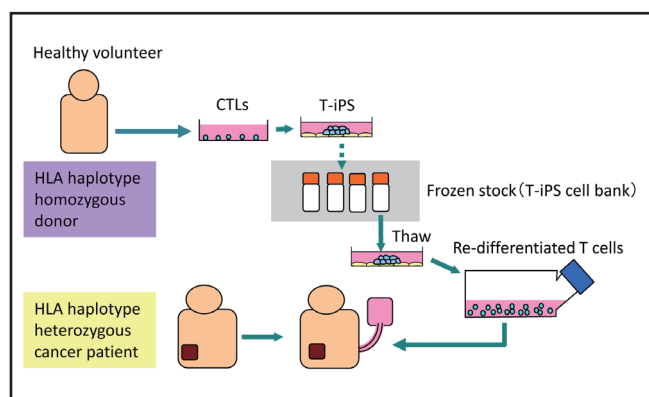 Healthy volunteer
CTLs
T-iPS
HLA haplotype
homozygous
donor
Frozen stock(T-iPS cell bank)
Thaw
Re-differentiated T cells
HLA haplotype
heterozygous
cancer patient